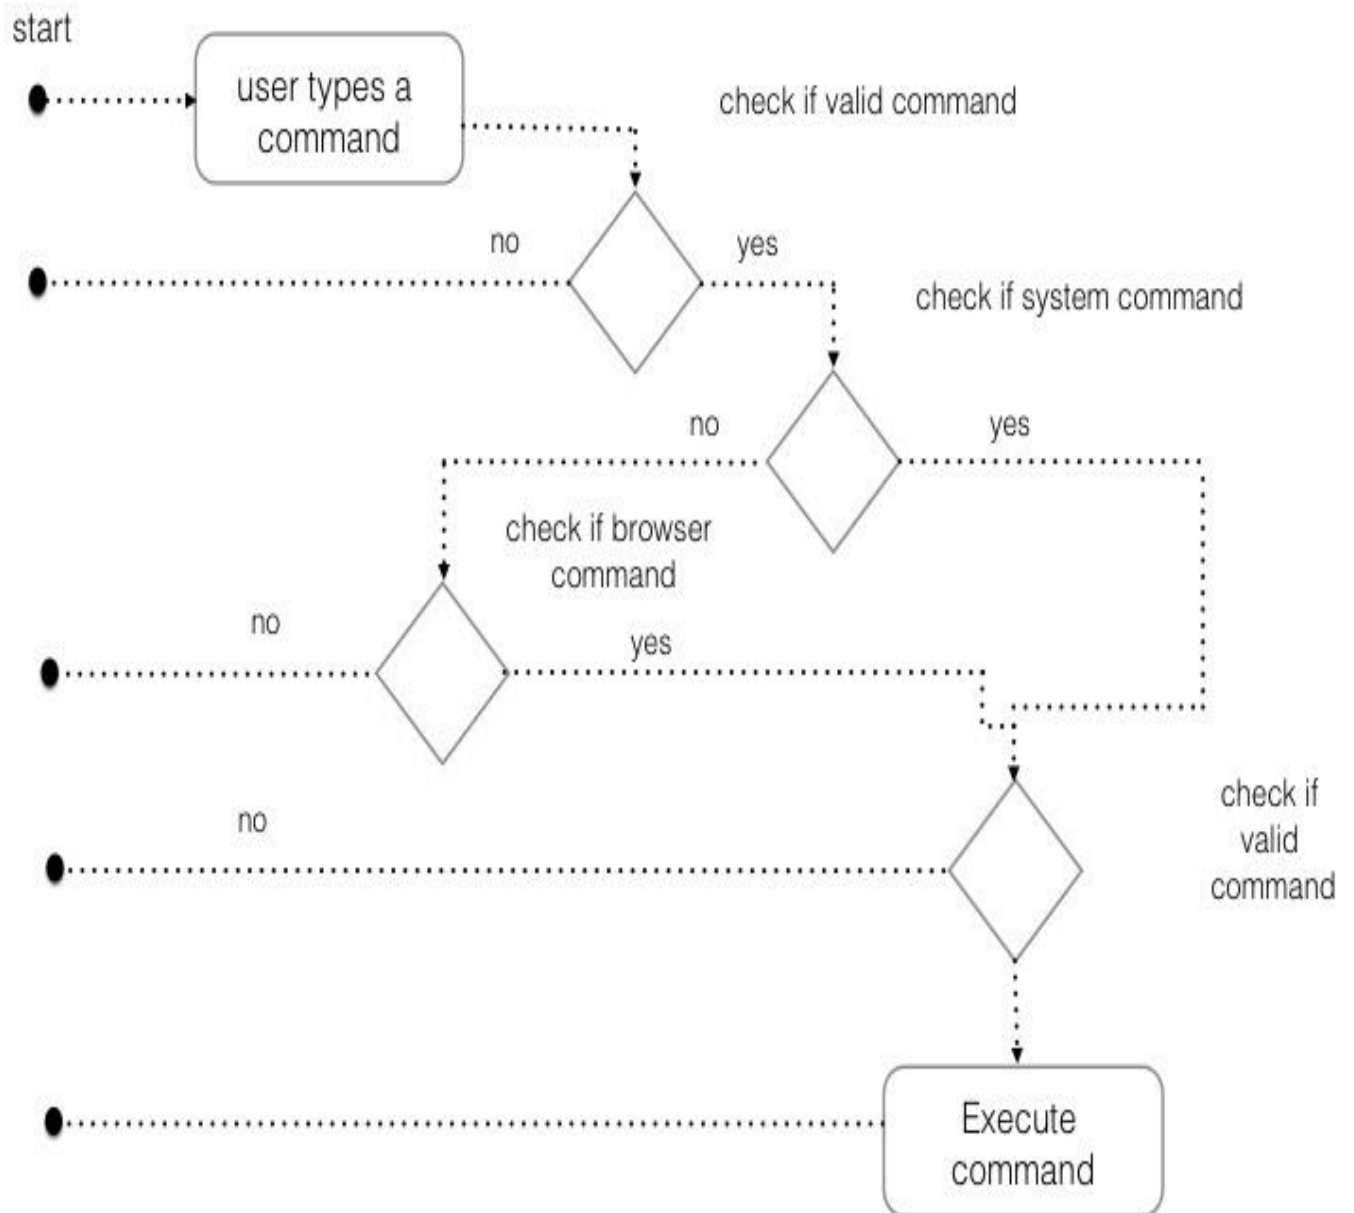 start
user types a
command
check if valid command
no
yes
check if system command
no
yes
check if browser
command
no
yes
no
check if
valid
command
Execute
command